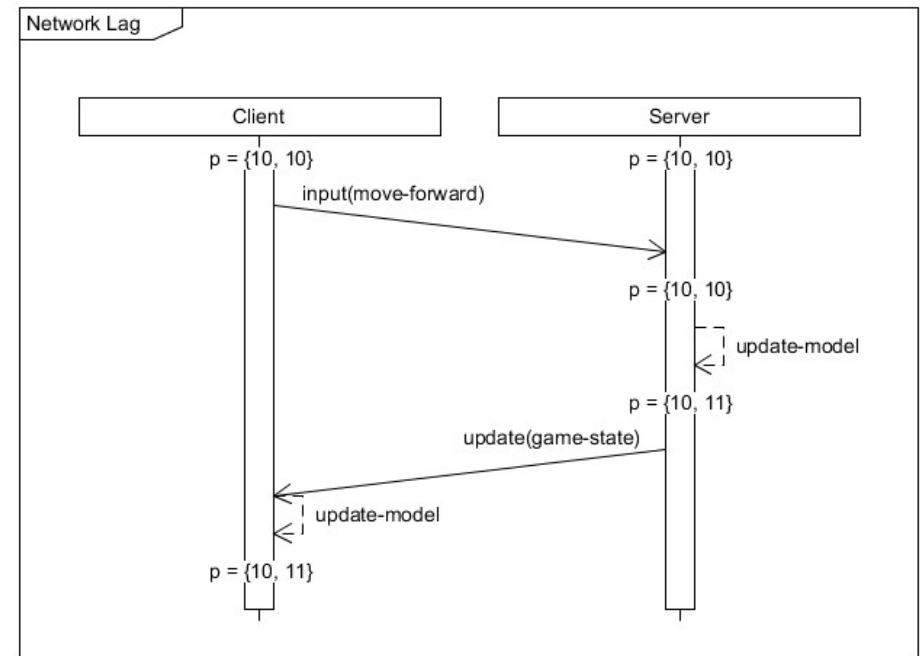 Network Lag
Client
Server
p = {10, 10}
p = {10, 10}
input(move-forward)
p = {10, 10}
update-model
p = {10, 11}
update(game-state)
update-model
p = {10, 11}